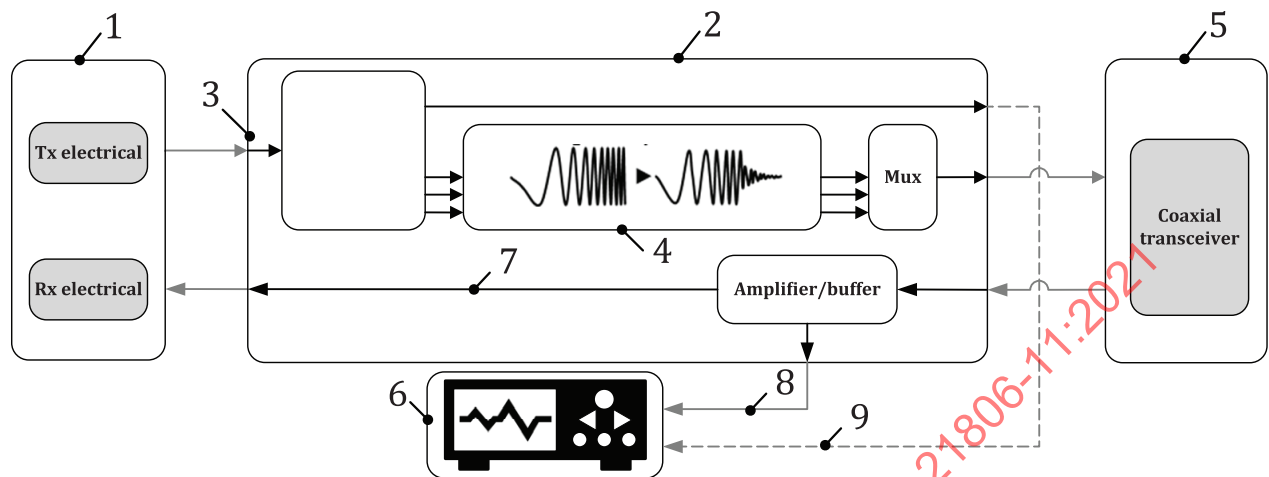 1
2
5
3
Tx electrical
Mux
Coaxial
transceiver
4
7
Rx electrical
Amplifier/buffer
6
8
9
21806-11:2021